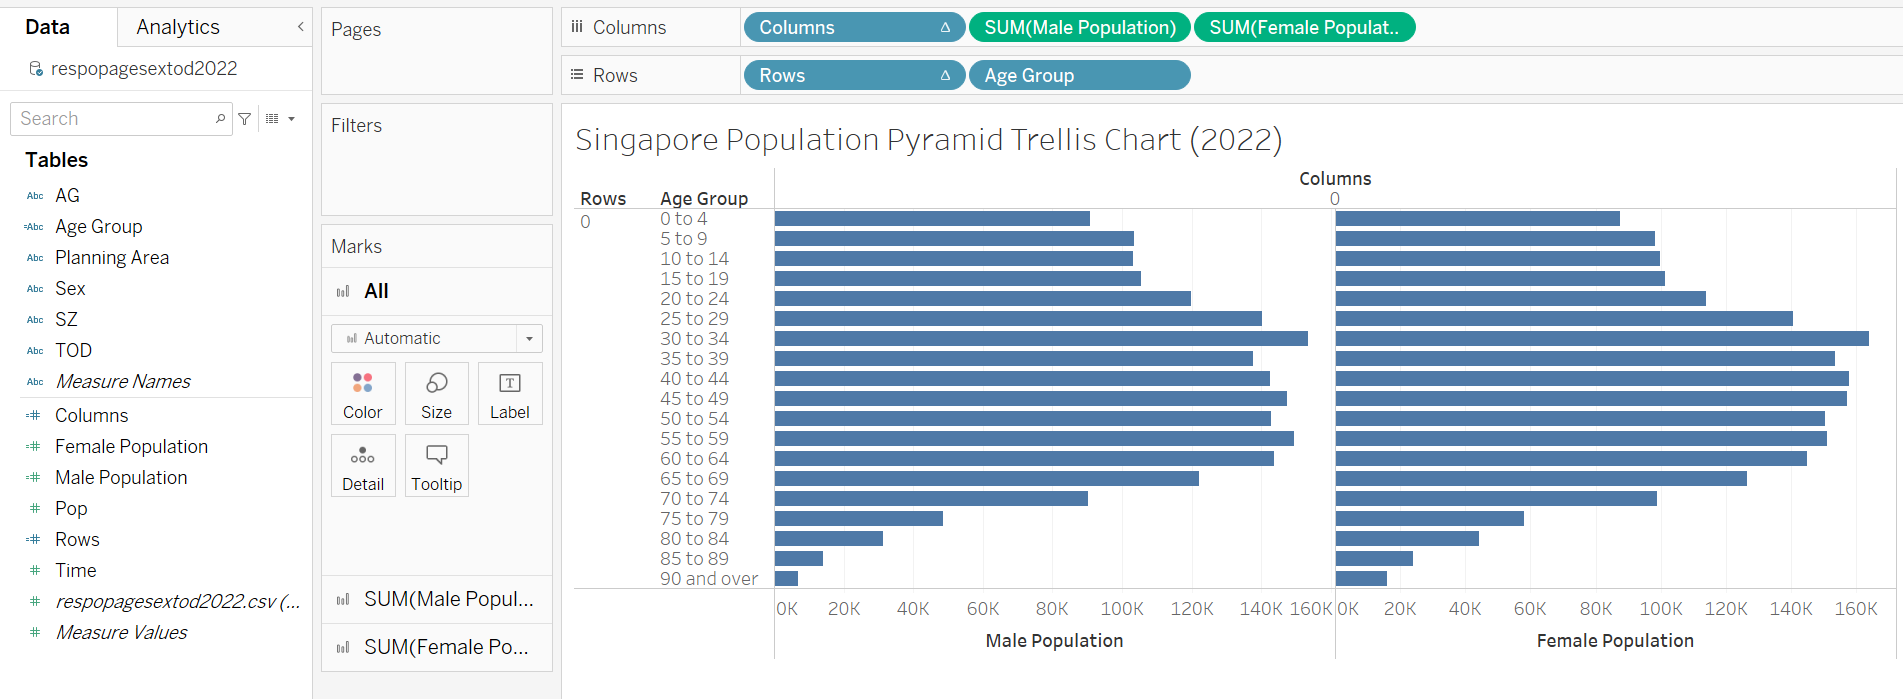 Data
Analytics
respopagesextod2022
Search
Tables
Abc AG
=Abc Age Group
Abc Planning Area
Abc Sex
Abc SZ
Abc TOD
Abc Measure Names
=# Columns
=# Female Population
=# Male Population
# Pop
=# Rows
# Time
# respopagesextod2022.csv (...
# Measure Values
Pages
Filters
Marks
All
Automatic
Color Size Label
Detail Tooltip
SUM(Male Popul...
SUM(Female Po...
Columns Columns SUM(Male Population) SUM(Female Populat..
Rows Rows Age Group
Singapore Population Pyramid Trellis Chart (2022)
Columns
Rows Age Group 0
0 0 to 4
5 to 9
10 to 14
15 to 19
20 to 24
25 to 29
30 to 34
35 to 39
40 to 44
45 to 49
50 to 54
55 to 59
60 to 64
65 to 69
70 to 74
75 to 79
80 to 84
85 to 89
90 and over
0K 20K 40K 60K 80K 100K 120K 140K 160K 0K 20K 40K 60K 80K 100K 120K 140K 160K
Male Population Female Population